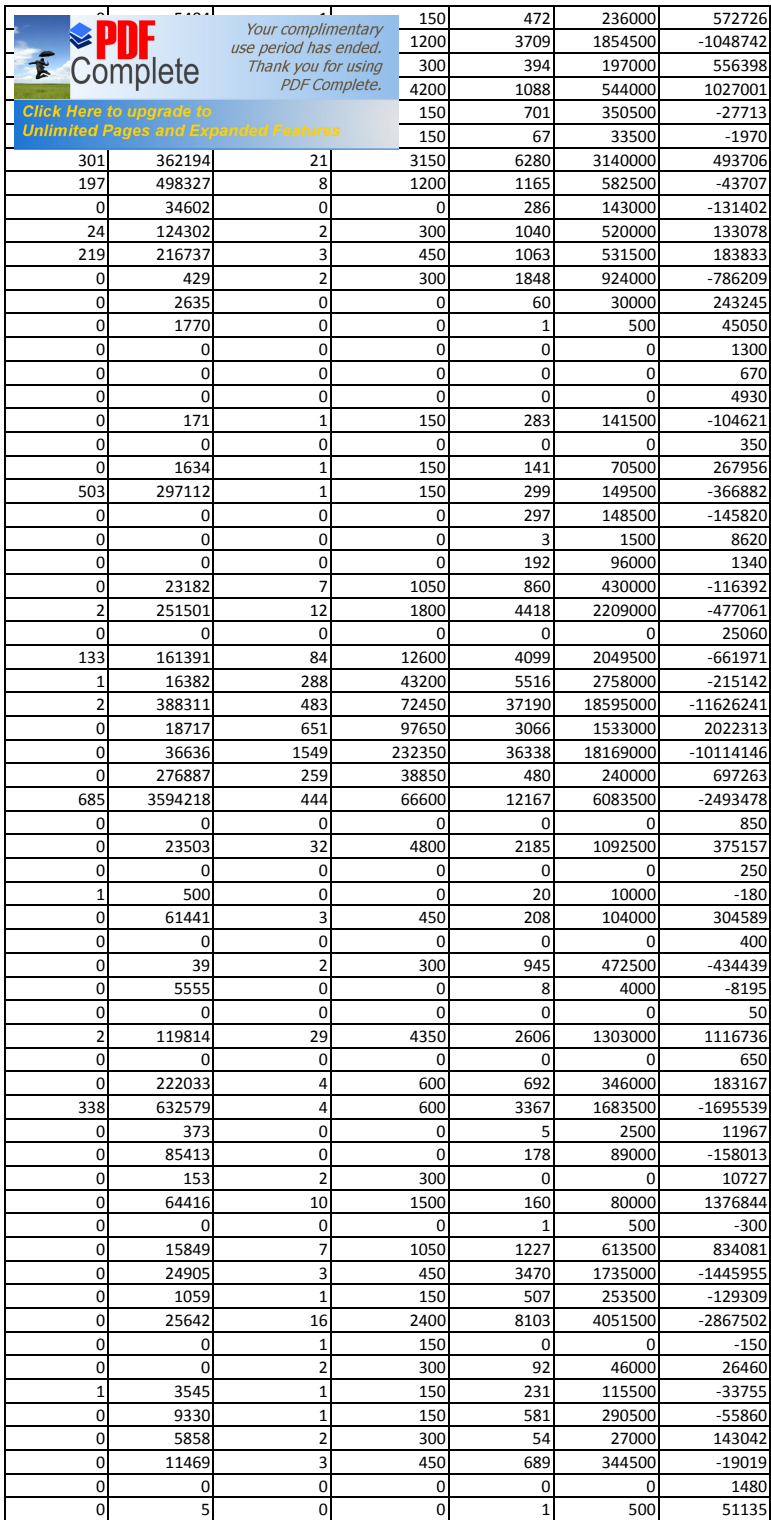 150 472 236000 572726
1200 3709 1854500 -1048742
300 394 197000 556398
4200 1088 544000 1027001
150 701 350500 -27713
150 67 33500 -1970
PDF Complete
Your complimentary
use period has ended.
Thank you for using
PDF Complete.
Click Here to upgrade to
Unlimited Pages and Expanded Features
301 362194 21 3150 6280 3140000 493706
197 498327 8 1200 1165 582500 -43707
0 34602 0 0 286 143000 -131402
24 124302 2 300 1040 520000 133078
219 216737 3 450 1063 531500 183833
0 429 2 300 1848 924000 -786209
0 2635 0 0 60 30000 243245
0 1770 0 0 1 500 45050
0 0 0 0 0 0 1300
0 0 0 0 0 0 670
0 0 0 0 0 0 4930
0 171 1 150 283 141500 -104621
0 0 0 0 0 0 350
0 1634 1 150 141 70500 267956
503 297112 1 150 299 149500 -366882
0 0 0 0 297 148500 -145820
0 0 0 0 3 1500 8620
0 0 0 0 192 96000 1340
0 23182 7 1050 860 430000 -116392
2 251501 12 1800 4418 2209000 -477061
0 0 0 0 0 0 25060
133 161391 84 12600 4099 2049500 -661971
1 16382 288 43200 5516 2758000 -215142
2 388311 483 72450 37190 18595000 -11626241
0 18717 651 97650 3066 1533000 2022313
0 36636 1549 232350 36338 18169000 -10114146
0 276887 259 38850 480 240000 697263
685 3594218 444 66600 12167 6083500 -2493478
0 0 0 0 0 0 850
0 23503 32 4800 2185 1092500 375157
0 0 0 0 0 0 250
1 500 0 0 20 10000 -180
0 61441 3 450 208 104000 304589
0 0 0 0 0 0 400
0 39 2 300 945 472500 -434439
0 5555 0 0 8 4000 -8195
0 0 0 0 0 0 50
2 119814 29 4350 2606 1303000 1116736
0 0 0 0 0 0 650
0 222033 4 600 692 346000 183167
338 632579 4 600 3367 1683500 -1695539
0 373 0 0 5 2500 11967
0 85413 0 0 178 89000 -158013
0 153 2 300 0 0 10727
0 64416 10 1500 160 80000 1376844
0 0 0 0 1 500 -300
0 15849 7 1050 1227 613500 834081
0 24905 3 450 3470 1735000 -1445955
0 1059 1 150 507 253500 -129309
0 25642 16 2400 8103 4051500 -2867502
0 0 1 150 0 0 -150
0 0 2 300 92 46000 26460
1 3545 1 150 231 115500 -33755
0 9330 1 150 581 290500 -55860
0 5858 2 300 54 27000 143042
0 11469 3 450 689 344500 -19019
0 0 0 0 0 0 1480
0 5 0 0 1 500 51135